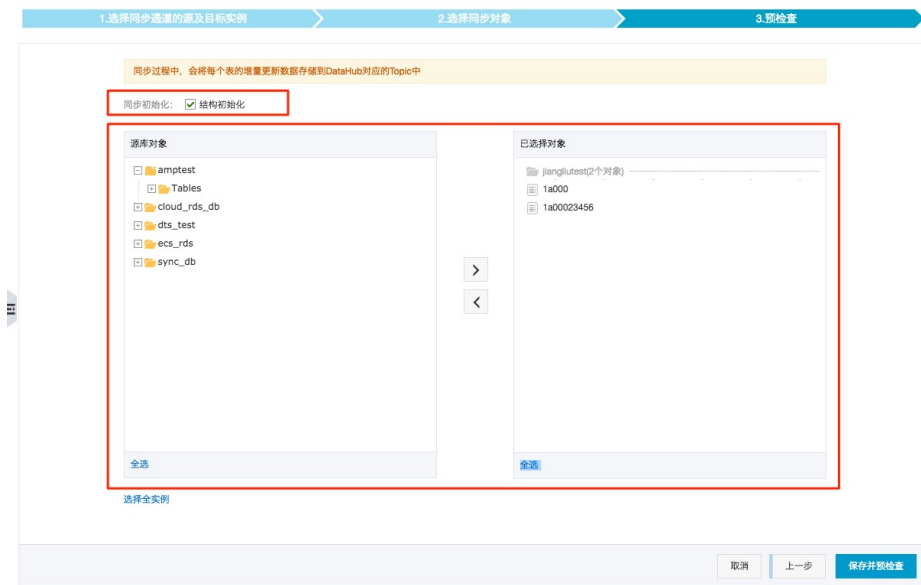 1.选择同步通道的源及目标实例
2.选择同步对象
3.预检查
同步过程中，会将每个表的增量更新数据存储到DataHub对应的Topic中
同步初始化： 结构初始化
源库对象
amptest
Tables
cloud_rds_db
dts_test
ecs_rds
sync_db
全选
已选择对象
jiangliutest(2个对象)
1a000
1a00023456
全选
选择全实例
取消
上一步
保存并预检查